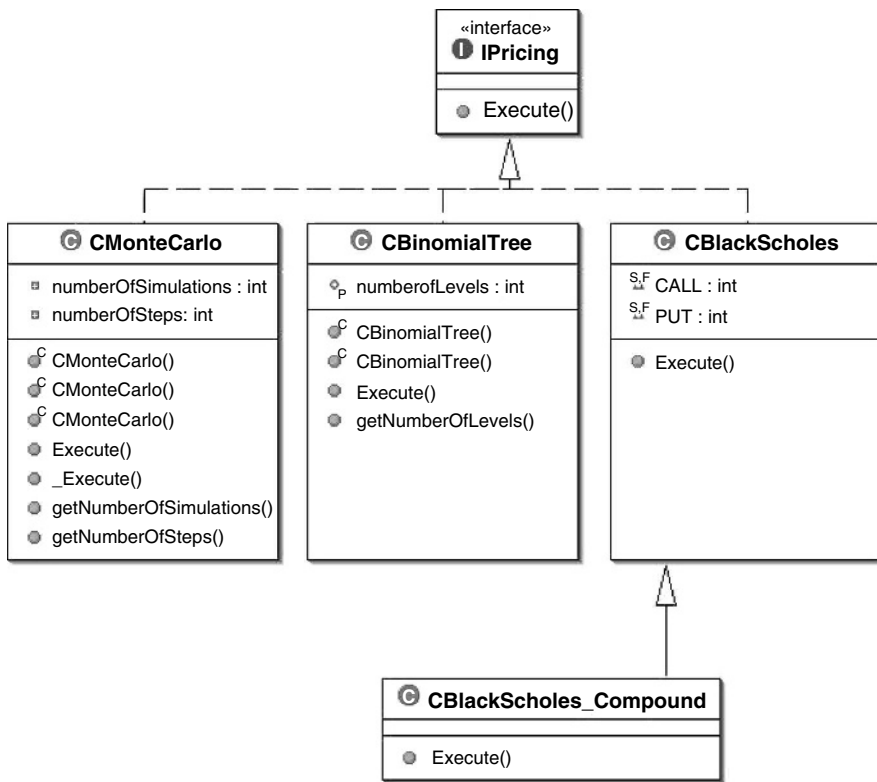 «interface»
I IPricing
Execute()
C CMonteCarlo
numberOfSimulations : int
numberOfSteps: int
C CMonteCarlo()
C CMonteCarlo()
C CMonteCarlo()
Execute()
_Execute()
getNumberOfSimulations()
getNumberOfSteps()
C CBinomialTree
P numberofLevels : int
C CBinomialTree()
C CBinomialTree()
Execute()
getNumberOfLevels()
C CBlackScholes
S,F CALL : int
S,F PUT : int
Execute()
C CBlackScholes_Compound
Execute()